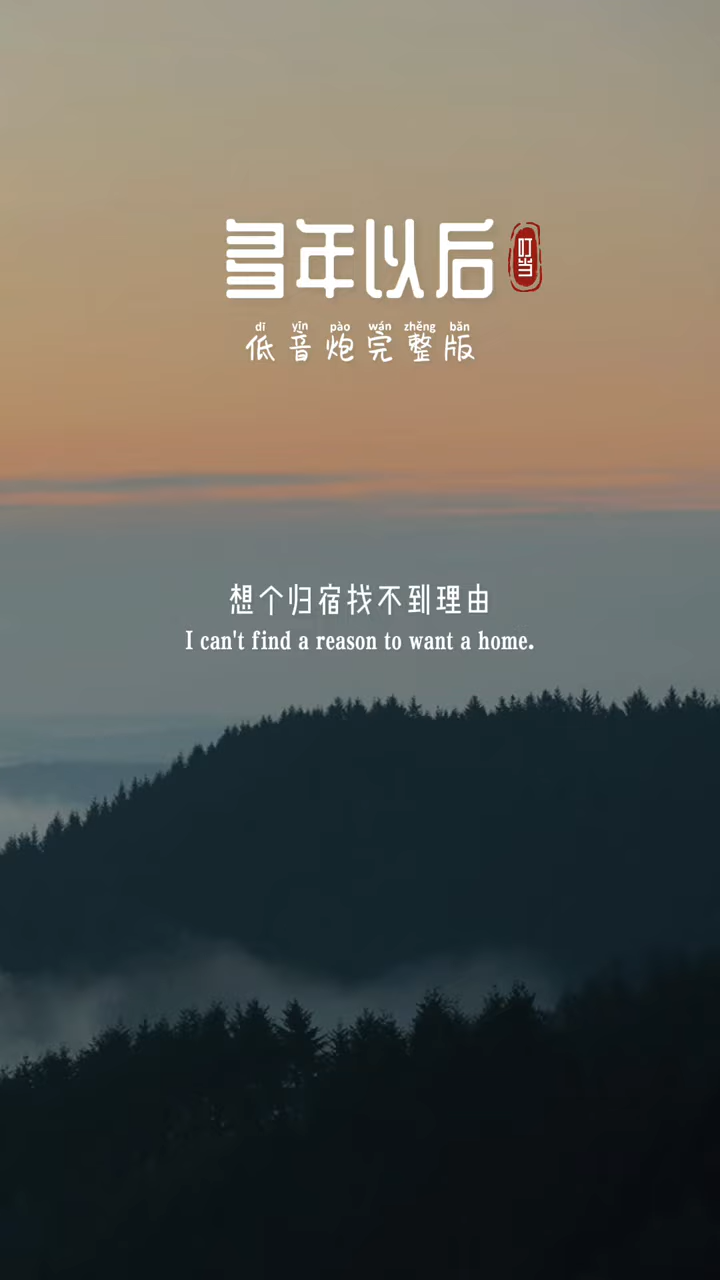 多年以后
叮当
dī yīn pào wán zhěng bǎn
低音炮完整版
想个归宿找不到理由
I can't find a reason to want a home.